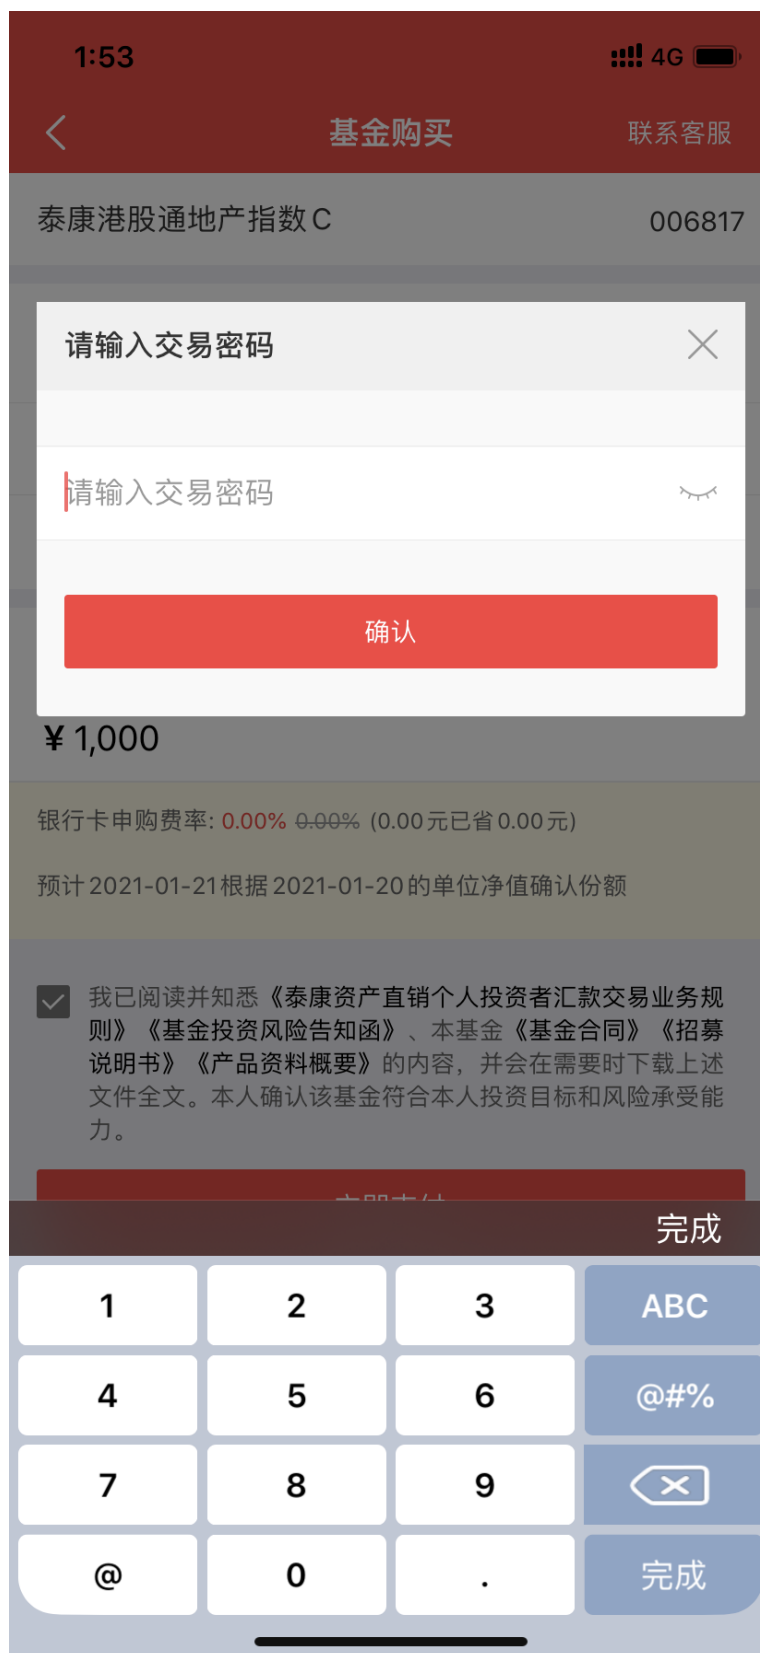 1:53
4G
基金购买
联系客服
泰康港股通地产指数C
006817
请输入交易密码
请输入交易密码
确认
¥ 1,000
银行卡申购费率: 0.00% 0.00% (0.00元已省0.00元)
预计2021-01-21根据2021-01-20的单位净值确认份额
我已阅读并知悉《泰康资产直销个人投资者汇款交易业务规
则》《基金投资风险告知函》、本基金《基金合同》《招募
说明书》《产品资料概要》的内容，并会在需要时下载上述
文件全文。本人确认该基金符合本人投资目标和风险承受能
力。
完成
1 2 3 ABC
4 5 6 @#%
7 8 9
@ 0 . 完成